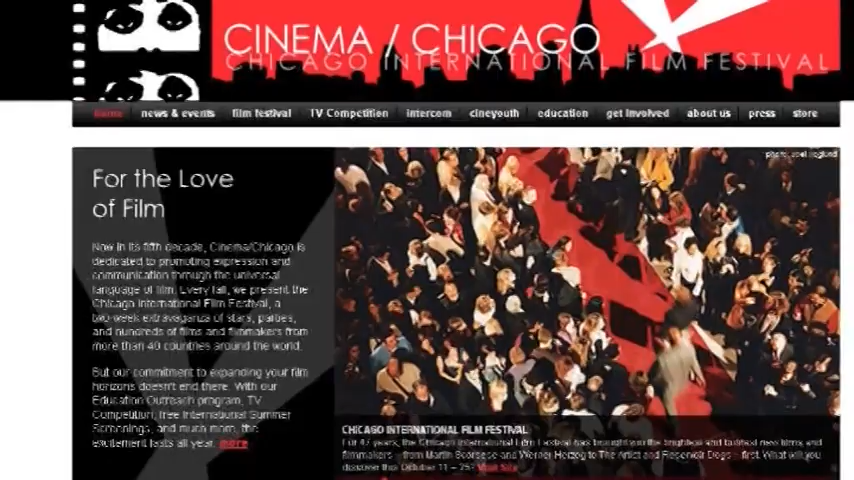 CINEMA / CHICAGO
CHICAGO INTERNATIONAL FILM FESTIVAL
home news & events film festival TV Competition intercom cineyouth education get involved about us press store
photo: Joel
For the Love
of Film
Now in its fifth decade, Cinema/Chicago is
dedicated to promoting expression and
communication through the universal
language of film. Every fall, we present the
Chicago International Film Festival, a
two-week extravaganza of stars, parties,
and hundreds of films and filmmakers from
more than 40 countries around the world.
But our commitment to expanding your film
horizons doesn't end there. With our
Education Outreach program, TV
Competition, free International Summer
Screenings, and much more, the
excitement lasts all year. more
CHICAGO INTERNATIONAL FILM FESTIVAL
For 47 years, the Chicago International Film Festival has brought you the brightest and boldest new films and
filmmakers – from Martin Scorsese and Werner Herzog to The Artist and Reservoir Dogs – first. What will you
discover this October 11 – 25? Visit Site